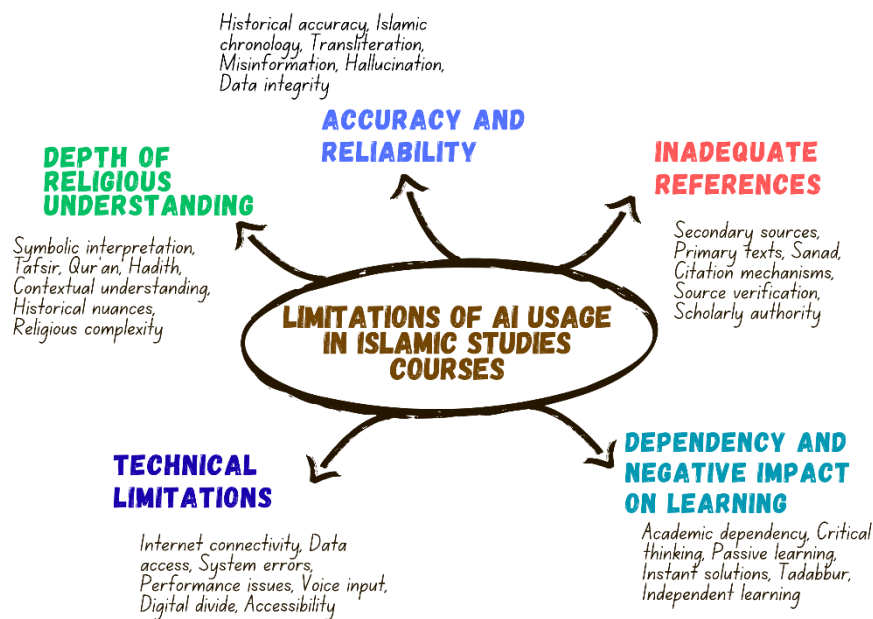 Historical accuracy, Islamic
chronology, Transliteration,
Misinformation, Hallucination,
Data integrity
ACCURACY AND
RELIABILITY
DEPTH OF
RELIGIOUS
UNDERSTANDING
Symbolic interpretation,
Tafsir, Qur'an, Hadith,
Contextual understanding,
Historical nuances,
Religious complexity
INADEQUATE
REFERENCES
Secondary sources,
Primary texts, Sanad,
Citation mechanisms,
Source verification,
Scholarly authority
LIMITATIONS OF AI USAGE
IN ISLAMIC STUDIES
COURSES
TECHNICAL
LIMITATIONS
Internet connectivity, Data
access, System errors,
Performance issues, Voice input,
Digital divide, Accessibility
DEPENDENCY AND
NEGATIVE IMPACT
ON LEARNING
Academic dependency, Critical
thinking, Passive learning,
Instant solutions, Tadabbur,
Independent learning